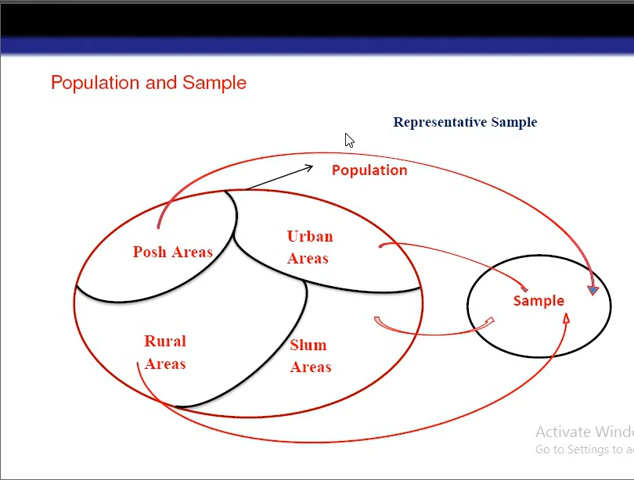 Population and Sample
Representative Sample
Population
Posh Areas
Urban
Areas
Sample
Rural
Areas
Slum
Areas
Activate Windo
Go to Settings to a